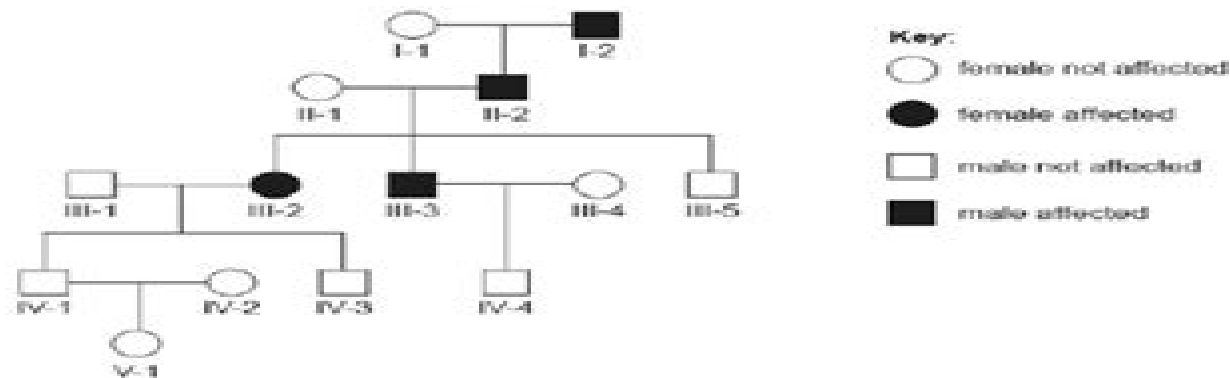 I-1 I-2
II-1 II-2
III-1 III-2 III-3 III-4 III-5
IV-1 IV-2 IV-3 IV-4
V-1
Key:
female not affected
female affected
male not affected
male affected